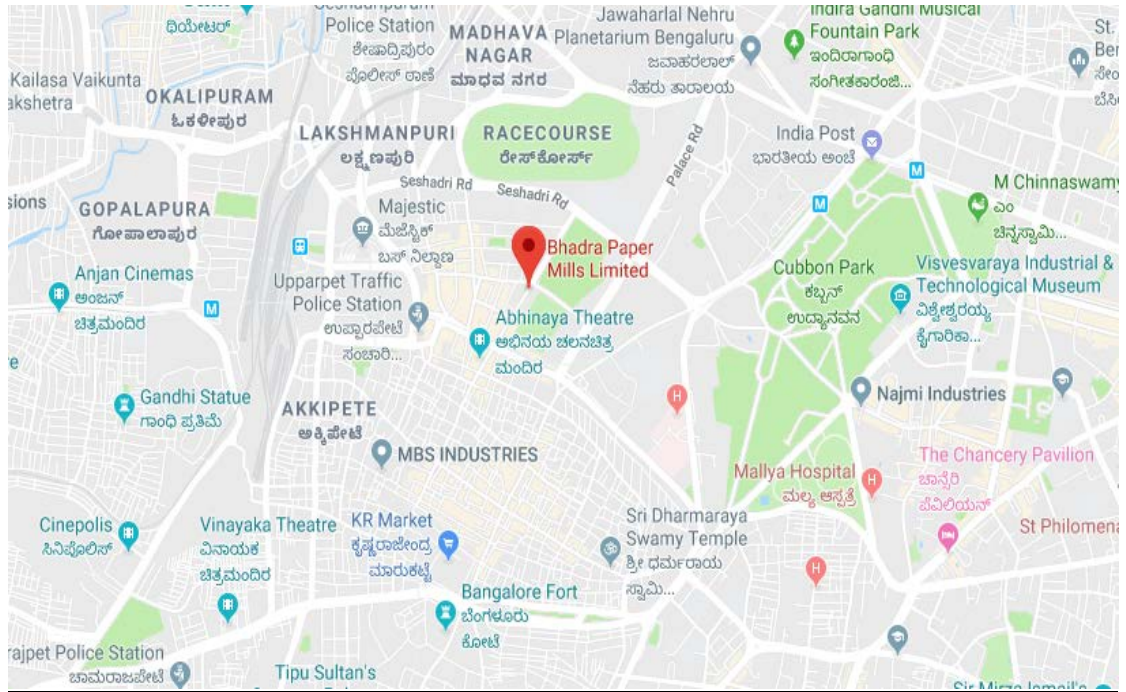 ಥಿಯೇಟರ್
Police Station
ಶೇಷಾದ್ರಿಪುರಂ
ಪೊಲೀಸ್ ಠಾಣೆ
MADHAVA
NAGAR
ಮಾಧವ ನಗರ
Jawaharlal Nehru
Planetarium Bengaluru
ಜವಾಹರಲಾಲ್
ನೆಹರು ತಾರಾಲಯ
Indira Gandhi Musical
Fountain Park
ಇಂದಿರಾಗಾಂಧಿ
ಸಂಗೀತಕಾರಂಜಿ...
St.
Kailasa Vaikunta
akshetra
OKALIPURAM
ಓಕಳೀಪುರ
LAKSHMANPURI
ಲಕ್ಷ್ಮಣಪುರಿ
RACECOURSE
ರೇಸ್‌ಕೋರ್ಸ್
Palace Rd
India Post
ಭಾರತೀಯ ಅಂಚೆ
M
M
Seshadri Rd
Seshadri Rd
M Chinnaswamy
ಎಂ
ಚಿನ್ನಸ್ವಾಮಿ...
sions
GOPALAPURA
ಗೋಪಾಲಾಪುರ
Majestic
ಮೆಜೆಸ್ಟಿಕ್
ಬಸ್ ನಿಲ್ದಾಣ
Bhadra Paper
Mills Limited
Cubbon Park
ಕಬ್ಬನ್
ಉದ್ಯಾನವನ
Visvesvaraya Industrial &
Technological Museum
ವಿಶ್ವೇಶ್ವರಯ್ಯ
ಕೈಗಾರಿಕಾ...
Anjan Cinemas
ಅಂಜನ್
ಚಿತ್ರಮಂದಿರ
M
Upparpet Traffic
Police Station
ಉಪ್ಪಾರಪೇಟೆ
ಸಂಚಾರಿ...
Abhinaya Theatre
ಅಭಿನಯ ಚಲನಚಿತ್ರ
ಮಂದಿರ
e
Gandhi Statue
ಗಾಂಧಿ ಪ್ರತಿಮೆ
AKKIPETE
ಅಕ್ಕಿಪೇಟೆ
H
Najmi Industries
MBS INDUSTRIES
Mallya Hospital
ಮಲ್ಯ ಆಸ್ಪತ್ರೆ
H
The Chancery Pavilion
ಚಾನ್ಸೆರಿ
ಪೆವಿಲಿಯನ್
St Philomena
Cinepolis
ಸಿನಿಪೊಲಿಸ್
Vinayaka Theatre
ವಿನಾಯಕ
ಚಿತ್ರಮಂದಿರ
KR Market
ಕೃಷ್ಣರಾಜೇಂದ್ರ
ಮಾರುಕಟ್ಟೆ
Sri Dharmaraya
Swamy Temple
ಶ್ರೀ ಧರ್ಮರಾಯ
ಸ್ವಾಮಿ...
H
Bangalore Fort
ಬೆಂಗಳೂರು
ಕೋಟೆ
rajpet Police Station
ಚಾಮರಾಜಪೇಟೆ
Tipu Sultan's